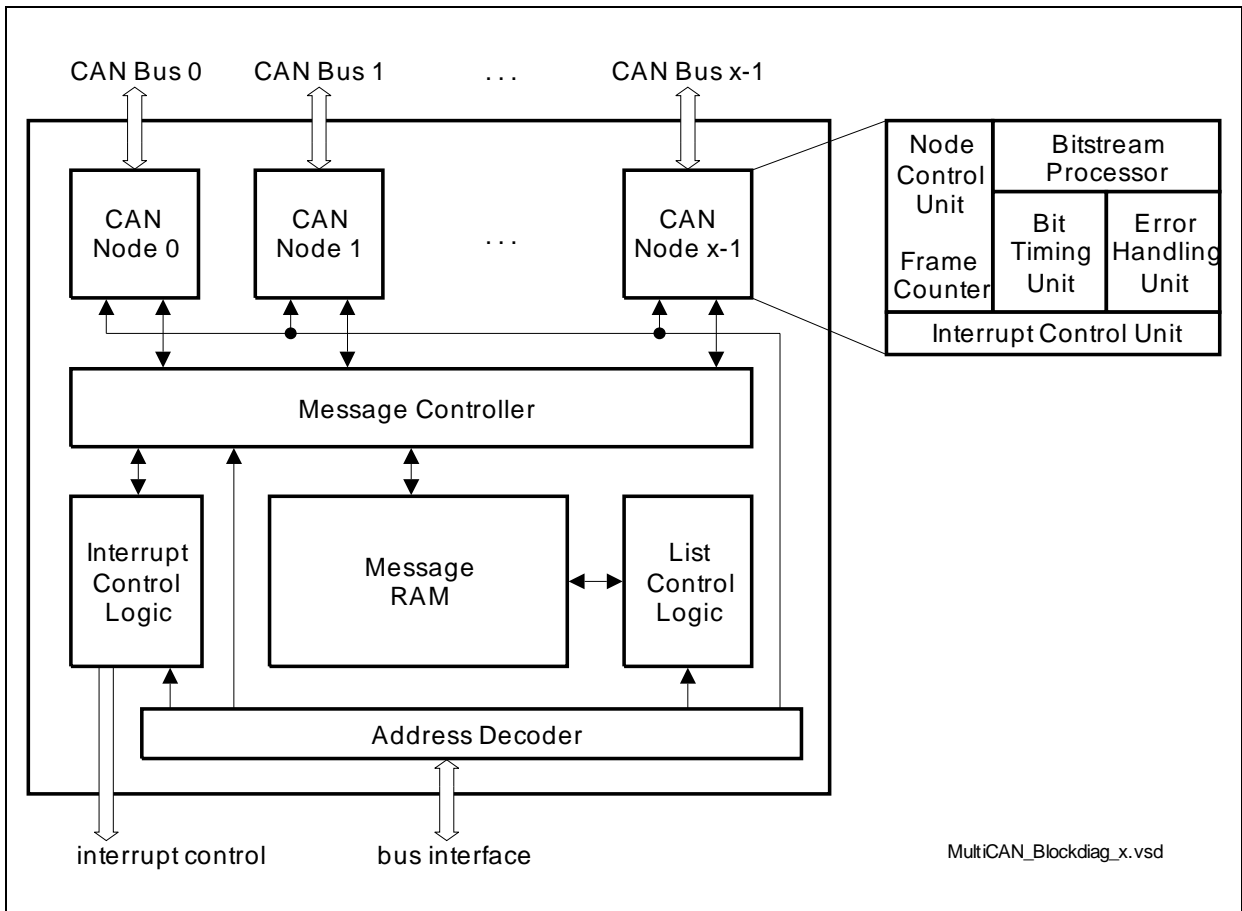 CAN Bus 0 CAN Bus 1 . . . CAN Bus x-1
CAN
Node 0
CAN
Node 1
. . .
CAN
Node x-1
Node
Control
Unit
Frame
Counter
Bitstream
Processor
Bit
Timing
Unit
Error
Handling
Unit
Interrupt Control Unit
Message Controller
Interrupt
Control
Logic
Message
RAM
List
Control
Logic
Address Decoder
interrupt control
bus interface
MultiCAN_Blockdiag_x.vsd